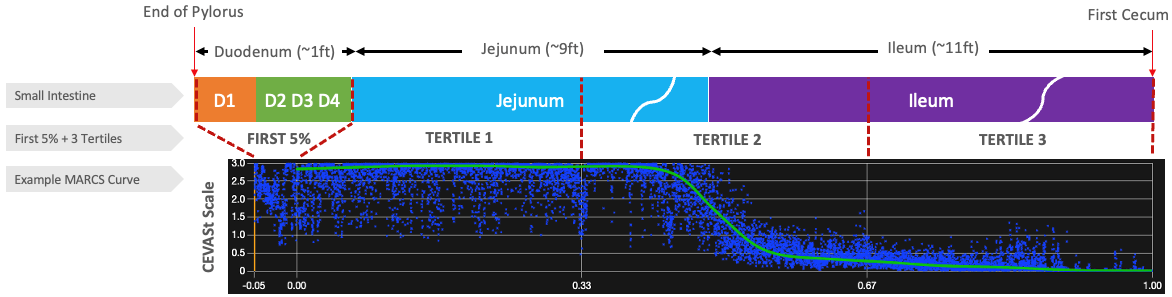 End of Pylorus
First Cecum
Duodenum (~1ft)
Jejunum (~9ft)
Ileum (~11ft)
Small Intestine
D1
D2 D3 D4
Jejunum
Ileum
First 5% + 3 Tertiles
FIRST 5%
TERTILE 1
TERTILE 2
TERTILE 3
Example MARCS Curve
CEVASt Scale
3.0
2.5
2.0
1.5
1.0
0.5
0
-0.05
0.00
0.33
0.67
1.00